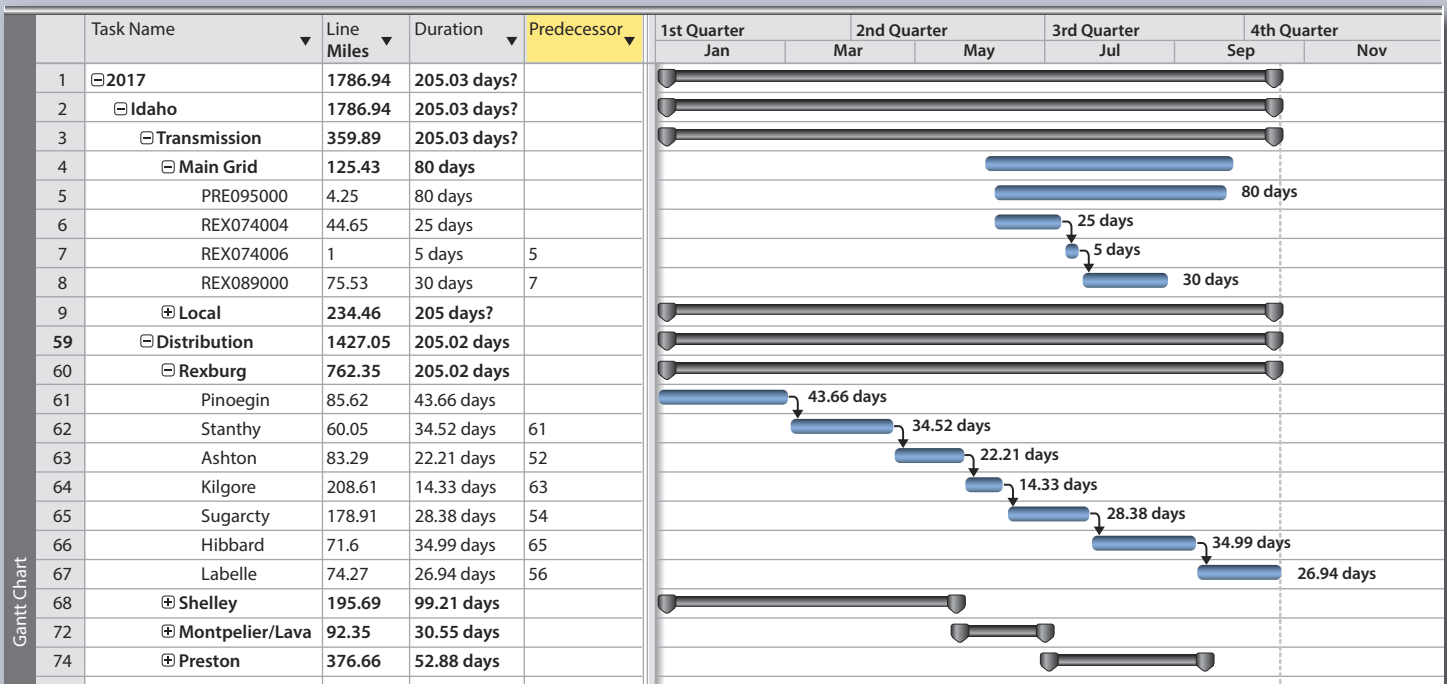 Task Name Line Miles Duration Predecessor 1st Quarter 2nd Quarter 3rd Quarter 4th Quarter
Jan Mar May Jul Sep Nov
1 2017 1786.94 205.03 days?
2 Idaho 1786.94 205.03 days?
3 Transmission 359.89 205.03 days?
4 Main Grid 125.43 80 days
5 PRE095000 4.25 80 days 80 days
6 REX074004 44.65 25 days 25 days
7 REX074006 1 5 days 5 5 days
8 REX089000 75.53 30 days 7 30 days
9 Local 234.46 205 days?
59 Distribution 1427.05 205.02 days
60 Rexburg 762.35 205.02 days
61 Pinoegin 85.62 43.66 days 43.66 days
62 Stanthy 60.05 34.52 days 61 34.52 days
63 Ashton 83.29 22.21 days 52 22.21 days
64 Kilgore 208.61 14.33 days 63 14.33 days
65 Sugarcty 178.91 28.38 days 54 28.38 days
66 Hibbard 71.6 34.99 days 65 34.99 days
67 Labelle 74.27 26.94 days 56 26.94 days
68 Shelley 195.69 99.21 days
72 Montpelier/Lava 92.35 30.55 days
74 Preston 376.66 52.88 days
Gantt Chart